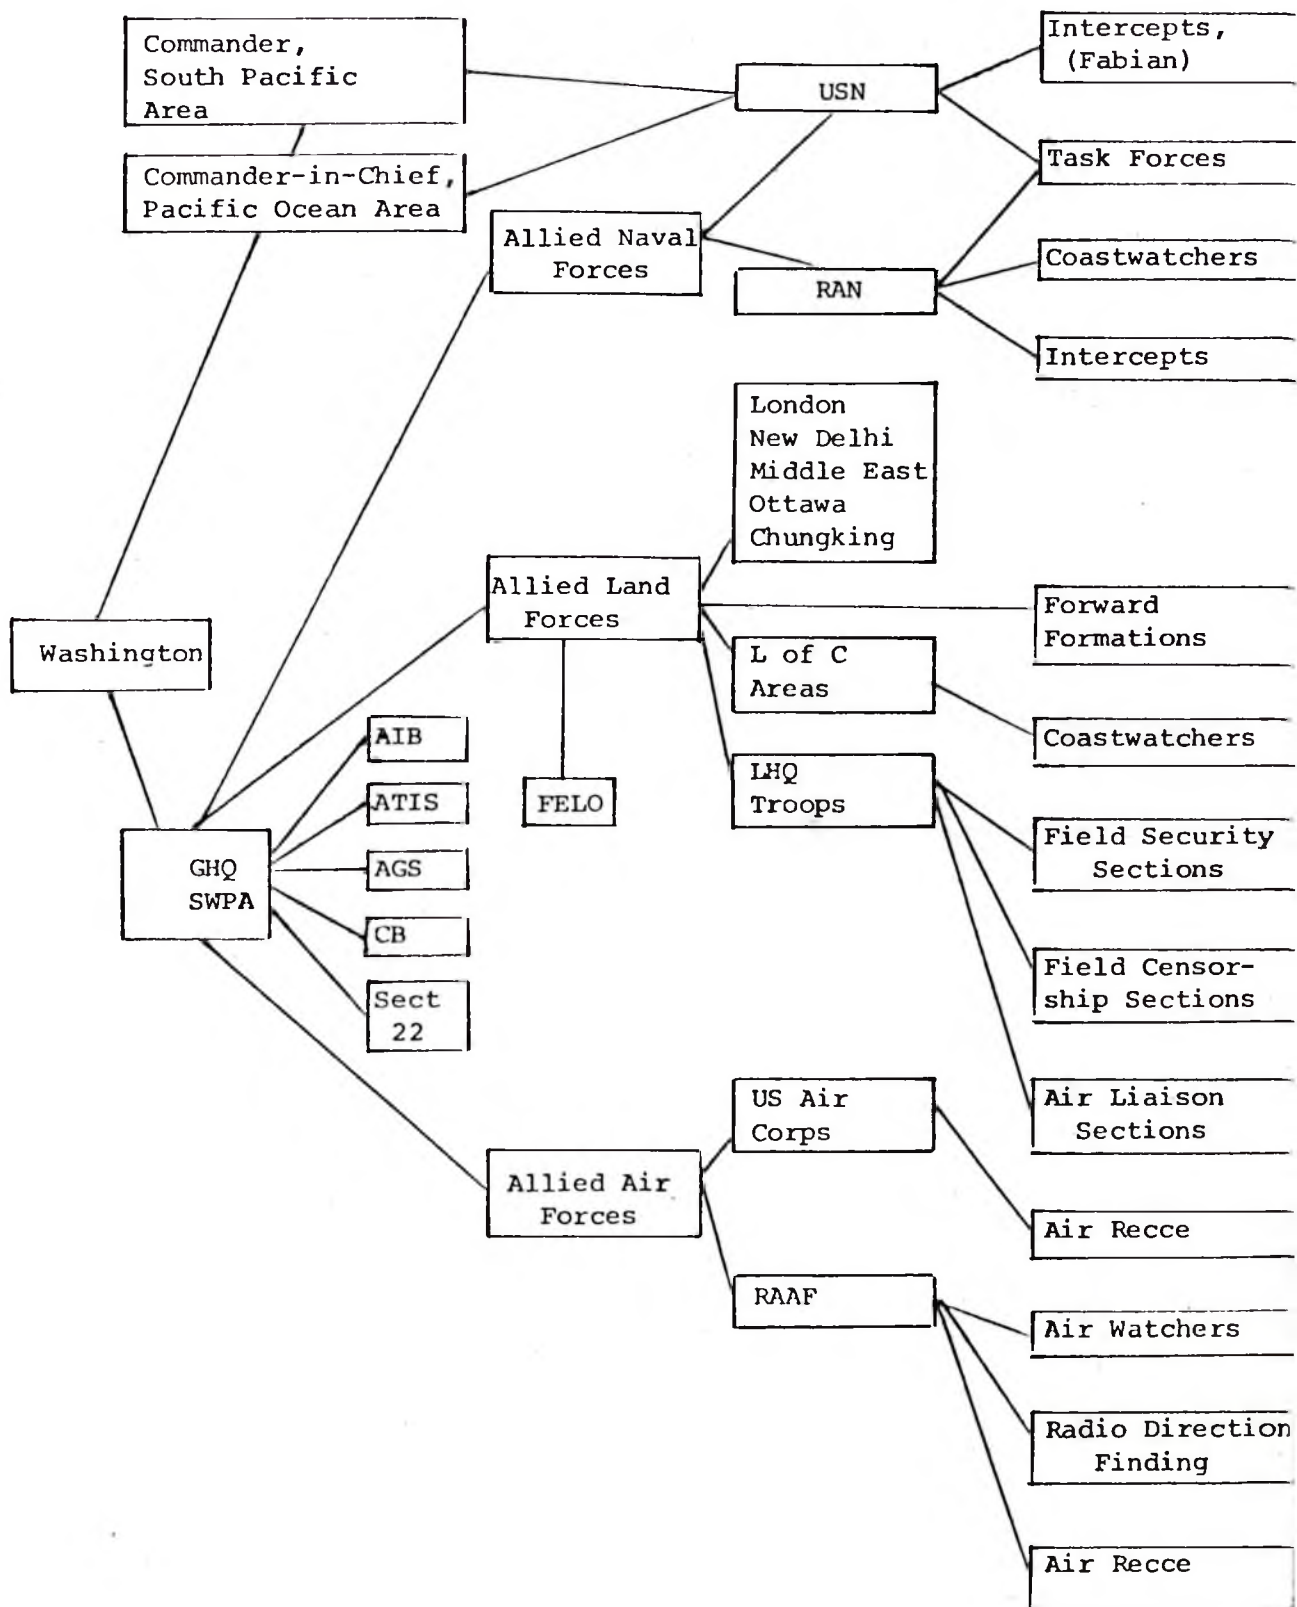 Commander,
South Pacific
Area
Commander-in-Chief,
Pacific Ocean Area
Washington
GHQ
SWPA
AIB
ATIS
AGS
CB
Sect
22
Allied Naval
Forces
Allied Land
Forces
FELO
Allied Air
Forces
USN
RAN
London
New Delhi
Middle East
Ottawa
Chungking
L of C
Areas
LHQ
Troops
US Air
Corps
RAAF
Intercepts,
(Fabian)
Task Forces
Coastwatchers
Intercepts
Forward
Formations
Coastwatchers
Field Security
Sections
Field Censor-
ship Sections
Air Liaison
Sections
Air Recce
Air Watchers
Radio Direction
Finding
Air Recce